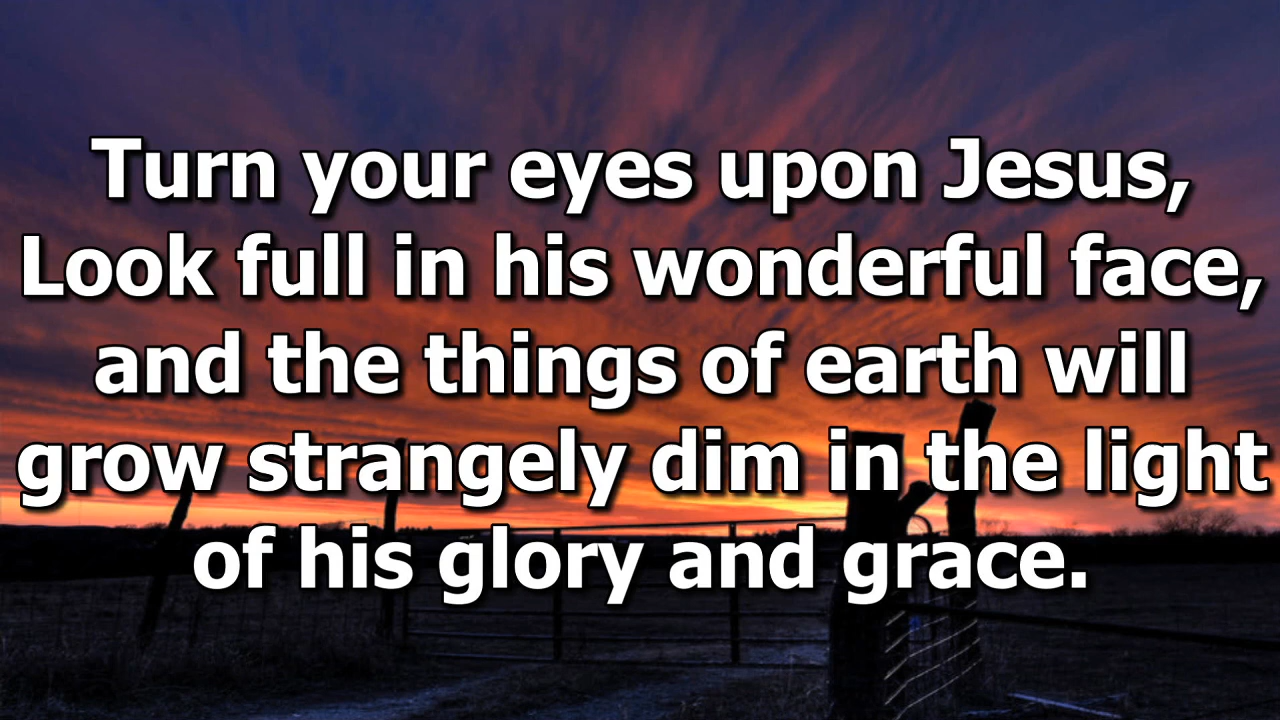 Turn your eyes upon Jesus,
Look full in his wonderful face,
and the things of earth will
grow strangely dim in the light
of his glory and grace.